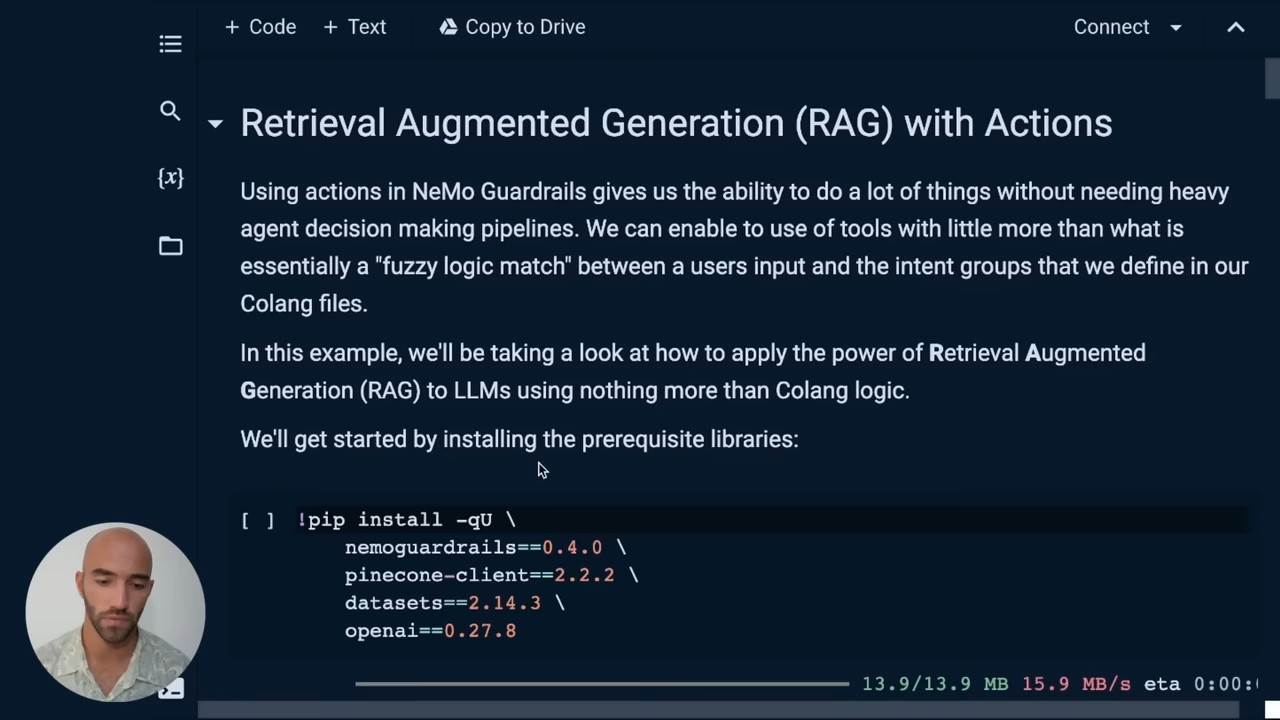 + Code + Text Copy to Drive Connect
Retrieval Augmented Generation (RAG) with Actions
{x}
Using actions in NeMo Guardrails gives us the ability to do a lot of things without needing heavy
agent decision making pipelines. We can enable to use of tools with little more than what is
essentially a "fuzzy logic match" between a users input and the intent groups that we define in our
Colang files.
In this example, we'll be taking a look at how to apply the power of Retrieval Augmented
Generation (RAG) to LLMs using nothing more than Colang logic.
We'll get started by installing the prerequisite libraries:
[ ] !pip install -qU \
nemoguardrails==0.4.0 \
pinecone-client==2.2.2 \
datasets==2.14.3 \
openai==0.27.8
13.9/13.9 MB 15.9 MB/s eta 0:00: